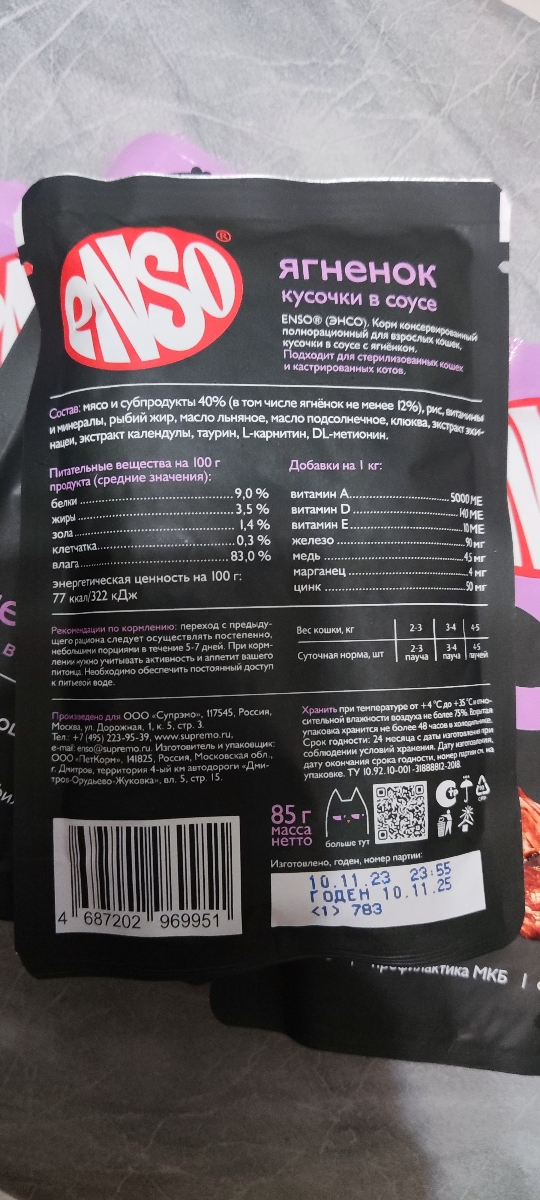 ENSO®
ягненок
кусочки в соусе
ENSO® (ЭНСО). Корм консервированный
полнорационный для взрослых кошек,
кусочки в соусе с ягнёнком.
Подходит для стерилизованных кошек
и кастрированных котов.
Состав: мясо и субпродукты 40% (в том числе ягнёнок не менее 12%), рис, витамины
и минералы, рыбий жир, масло льняное, масло подсолнечное, клюква, экстракт эхи-
нацеи, экстракт календулы, таурин, L-карнитин, DL-метионин.
Питательные вещества на 100 г
продукта (средние значения):
белки 9,0 %
жиры 3,5 %
зола 1,4 %
клетчатка 0,3 %
влага 83,0 %
энергетическая ценность на 100 г:
77 ккал/322 кДж
Добавки на 1 кг:
витамин A 5000 МЕ
витамин D 140 МЕ
витамин E 10 МЕ
железо 90 мг
медь 45 мг
марганец 4 мг
цинк 50 мг
Рекомендации по кормлению: переход с предыду-
щего рациона следует осуществлять постепенно,
небольшими порциями в течение 5-7 дней. При корм-
лении нужно учитывать активность и аппетит вашего
питомца. Необходимо обеспечить постоянный доступ
к питьевой воде.
Вес кошки, кг 2-3 3-4 4-5
Суточная норма, шт 2-3 пауча 3-4 пауча 4-5 паучей
Произведено для ООО «Супрэмо», 117545, Россия,
Москва, ул. Дорожная, 1, к. 5, стр. 3.
Тел.: +7 (495) 223-95-39, www.supremo.ru,
e-mail: enso@supremo.ru. Изготовитель и упаковщик:
ООО «ПетКорм», 141825, Россия, Московская обл.,
г. Дмитров, территория 4-ый км автодороги «Дми-
тров-Орудьево-Жуковка», вл. 5, стр. 15.
Хранить при температуре от +4°C до +35°C и отно-
сительной влажности воздуха не более 75%. Вскрытая
упаковка хранится не более 48 часов в холодильнике.
Срок годности: 24 месяца с даты изготовления при
соблюдении условий хранения. Дату изготовления,
дату окончания срока годности, номер партии см. на
упаковке. ТУ 10.92.10-001-31888812-2018.
85 г
масса
нетто
больше тут
Изготовлено, годен, номер партии:
10.11.23 23:55
ГОДЕН 10.11.25
<1> 783
4 687202 969951
профилактика МКБ